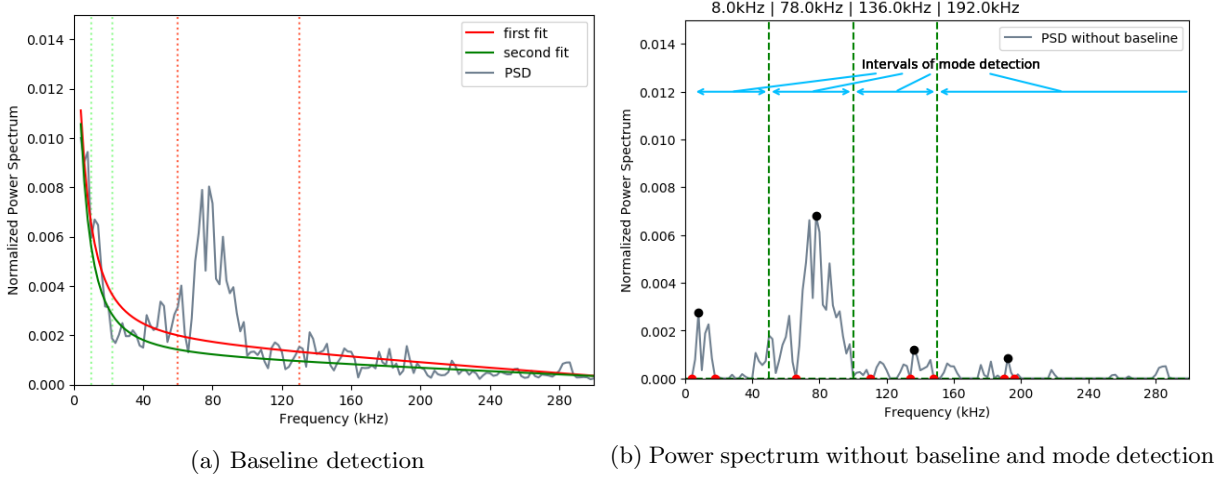 0.014
0.012
0.010
0.008
0.006
0.004
0.002
0.000
Normalized Power Spectrum
first fit
second fit
PSD
0 40 80 120 160 200 240 280
Frequency (kHz)
(a) Baseline detection
8.0kHz | 78.0kHz | 136.0kHz | 192.0kHz
PSD without baseline
Intervals of mode detection
0.014
0.012
0.010
0.008
0.006
0.004
0.002
0.000
Normalized Power Spectrum
0 40 80 120 160 200 240 280
Frequency (kHz)
(b) Power spectrum without baseline and mode detection